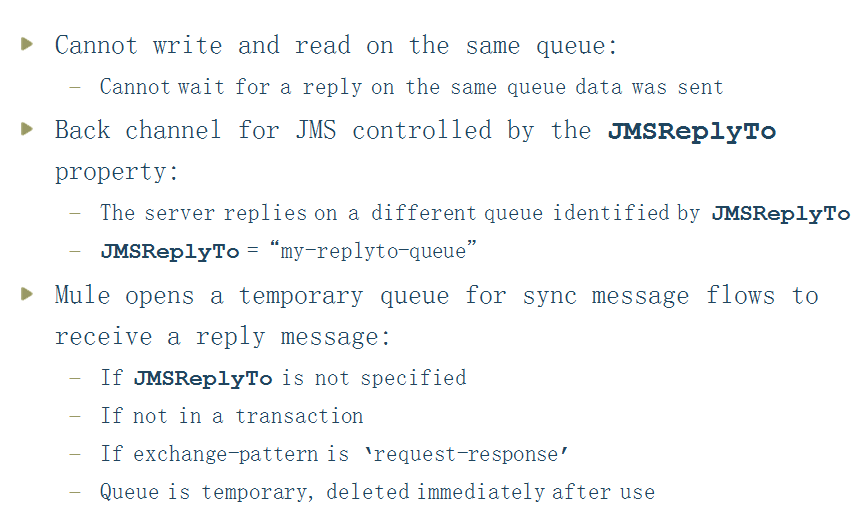 Cannot write and read on the same queue:
– Cannot wait for a reply on the same queue data was sent
Back channel for JMS controlled by the JMSReplyTo
property:
– The server replies on a different queue identified by JMSReplyTo
– JMSReplyTo = “my-replyto-queue”
Mule opens a temporary queue for sync message flows to
receive a reply message:
– If JMSReplyTo is not specified
– If not in a transaction
– If exchange-pattern is ‘request-response’
– Queue is temporary, deleted immediately after use